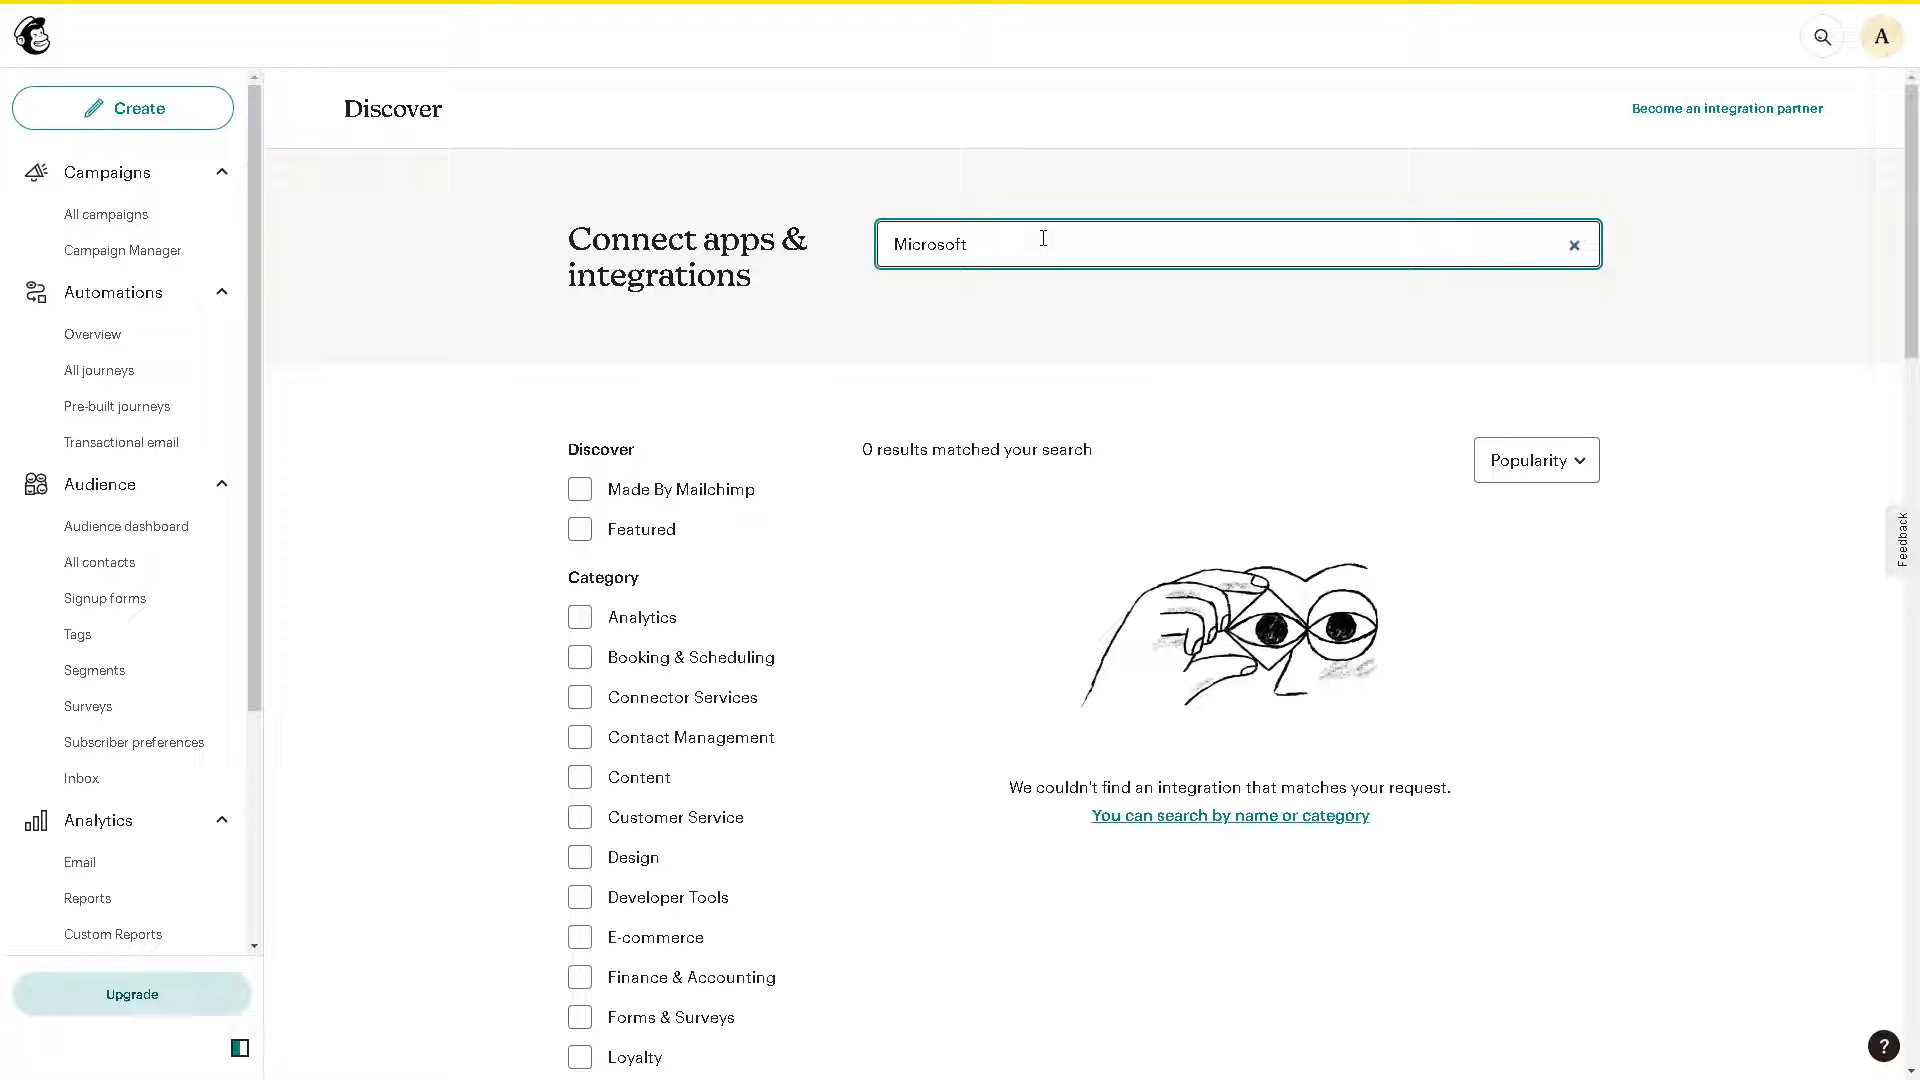 A
Create
Discover
Become an integration partner
Campaigns
All campaigns
Campaign Manager
Automations
Overview
All journeys
Pre-built journeys
Transactional email
Audience
Audience dashboard
All contacts
Signup forms
Tags
Segments
Surveys
Subscriber preferences
Inbox
Analytics
Email
Reports
Custom Reports
Upgrade
Connect apps &
integrations
Microsoft
Discover
Made By Mailchimp
Featured
Category
Analytics
Booking & Scheduling
Connector Services
Contact Management
Content
Customer Service
Design
Developer Tools
E-commerce
Finance & Accounting
Forms & Surveys
Loyalty
0 results matched your search
Popularity
We couldn't find an integration that matches your request.
You can search by name or category
Feedback
?